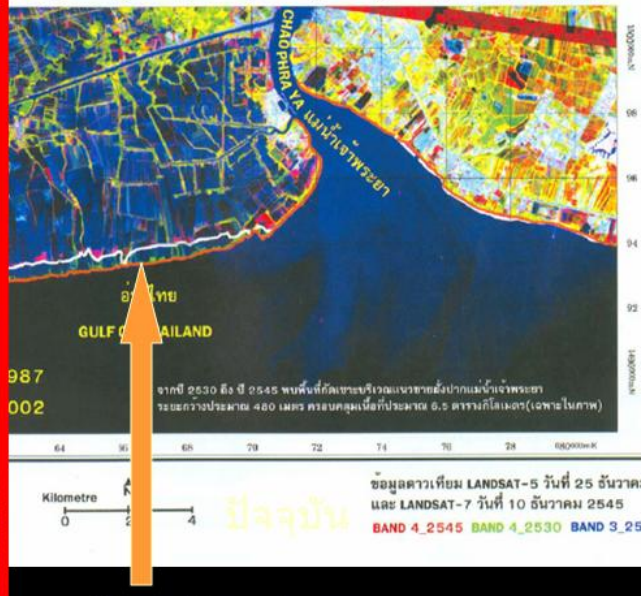 CHAO PHRA YA แม่น้ำเจ้าพระยา
96
96
94
92
GULF
AILAND
987
002
จากปี 2530 ถึง ปี 2545 พบพื้นที่กัดเซาะบริเวณแนวชายฝั่งปากแม่น้ำเจ้าพระยา
ระยะกว้างประมาณ 480 เมตร ครอบคลุมเนื้อที่ประมาณ 6.5 ตารางกิโลเมตร(เฉพาะในภาพ)
64 66 68 70 72 74 76 78 680000mE
Kilometre
0 2 4
ปัจจุบัน
ข้อมูลดาวเทียม LANDSAT-5 วันที่ 25 ธันวาคม
และ LANDSAT-7 วันที่ 10 ธันวาคม 2545
BAND 4_2545 BAND 4_2530 BAND 3_25